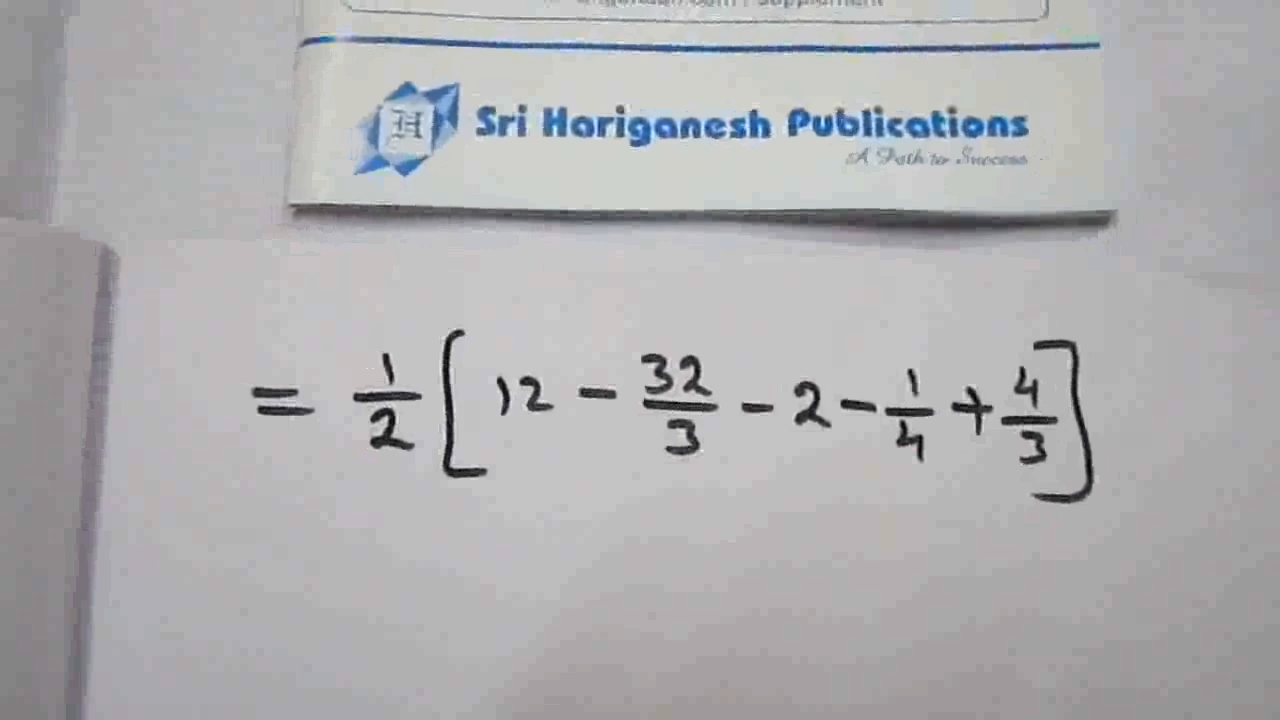 Sri Hariganesh Publications
A Path to Success
= 1/2 [ 12 - 32/3 - 2 - 1/4 + 4/3 ]